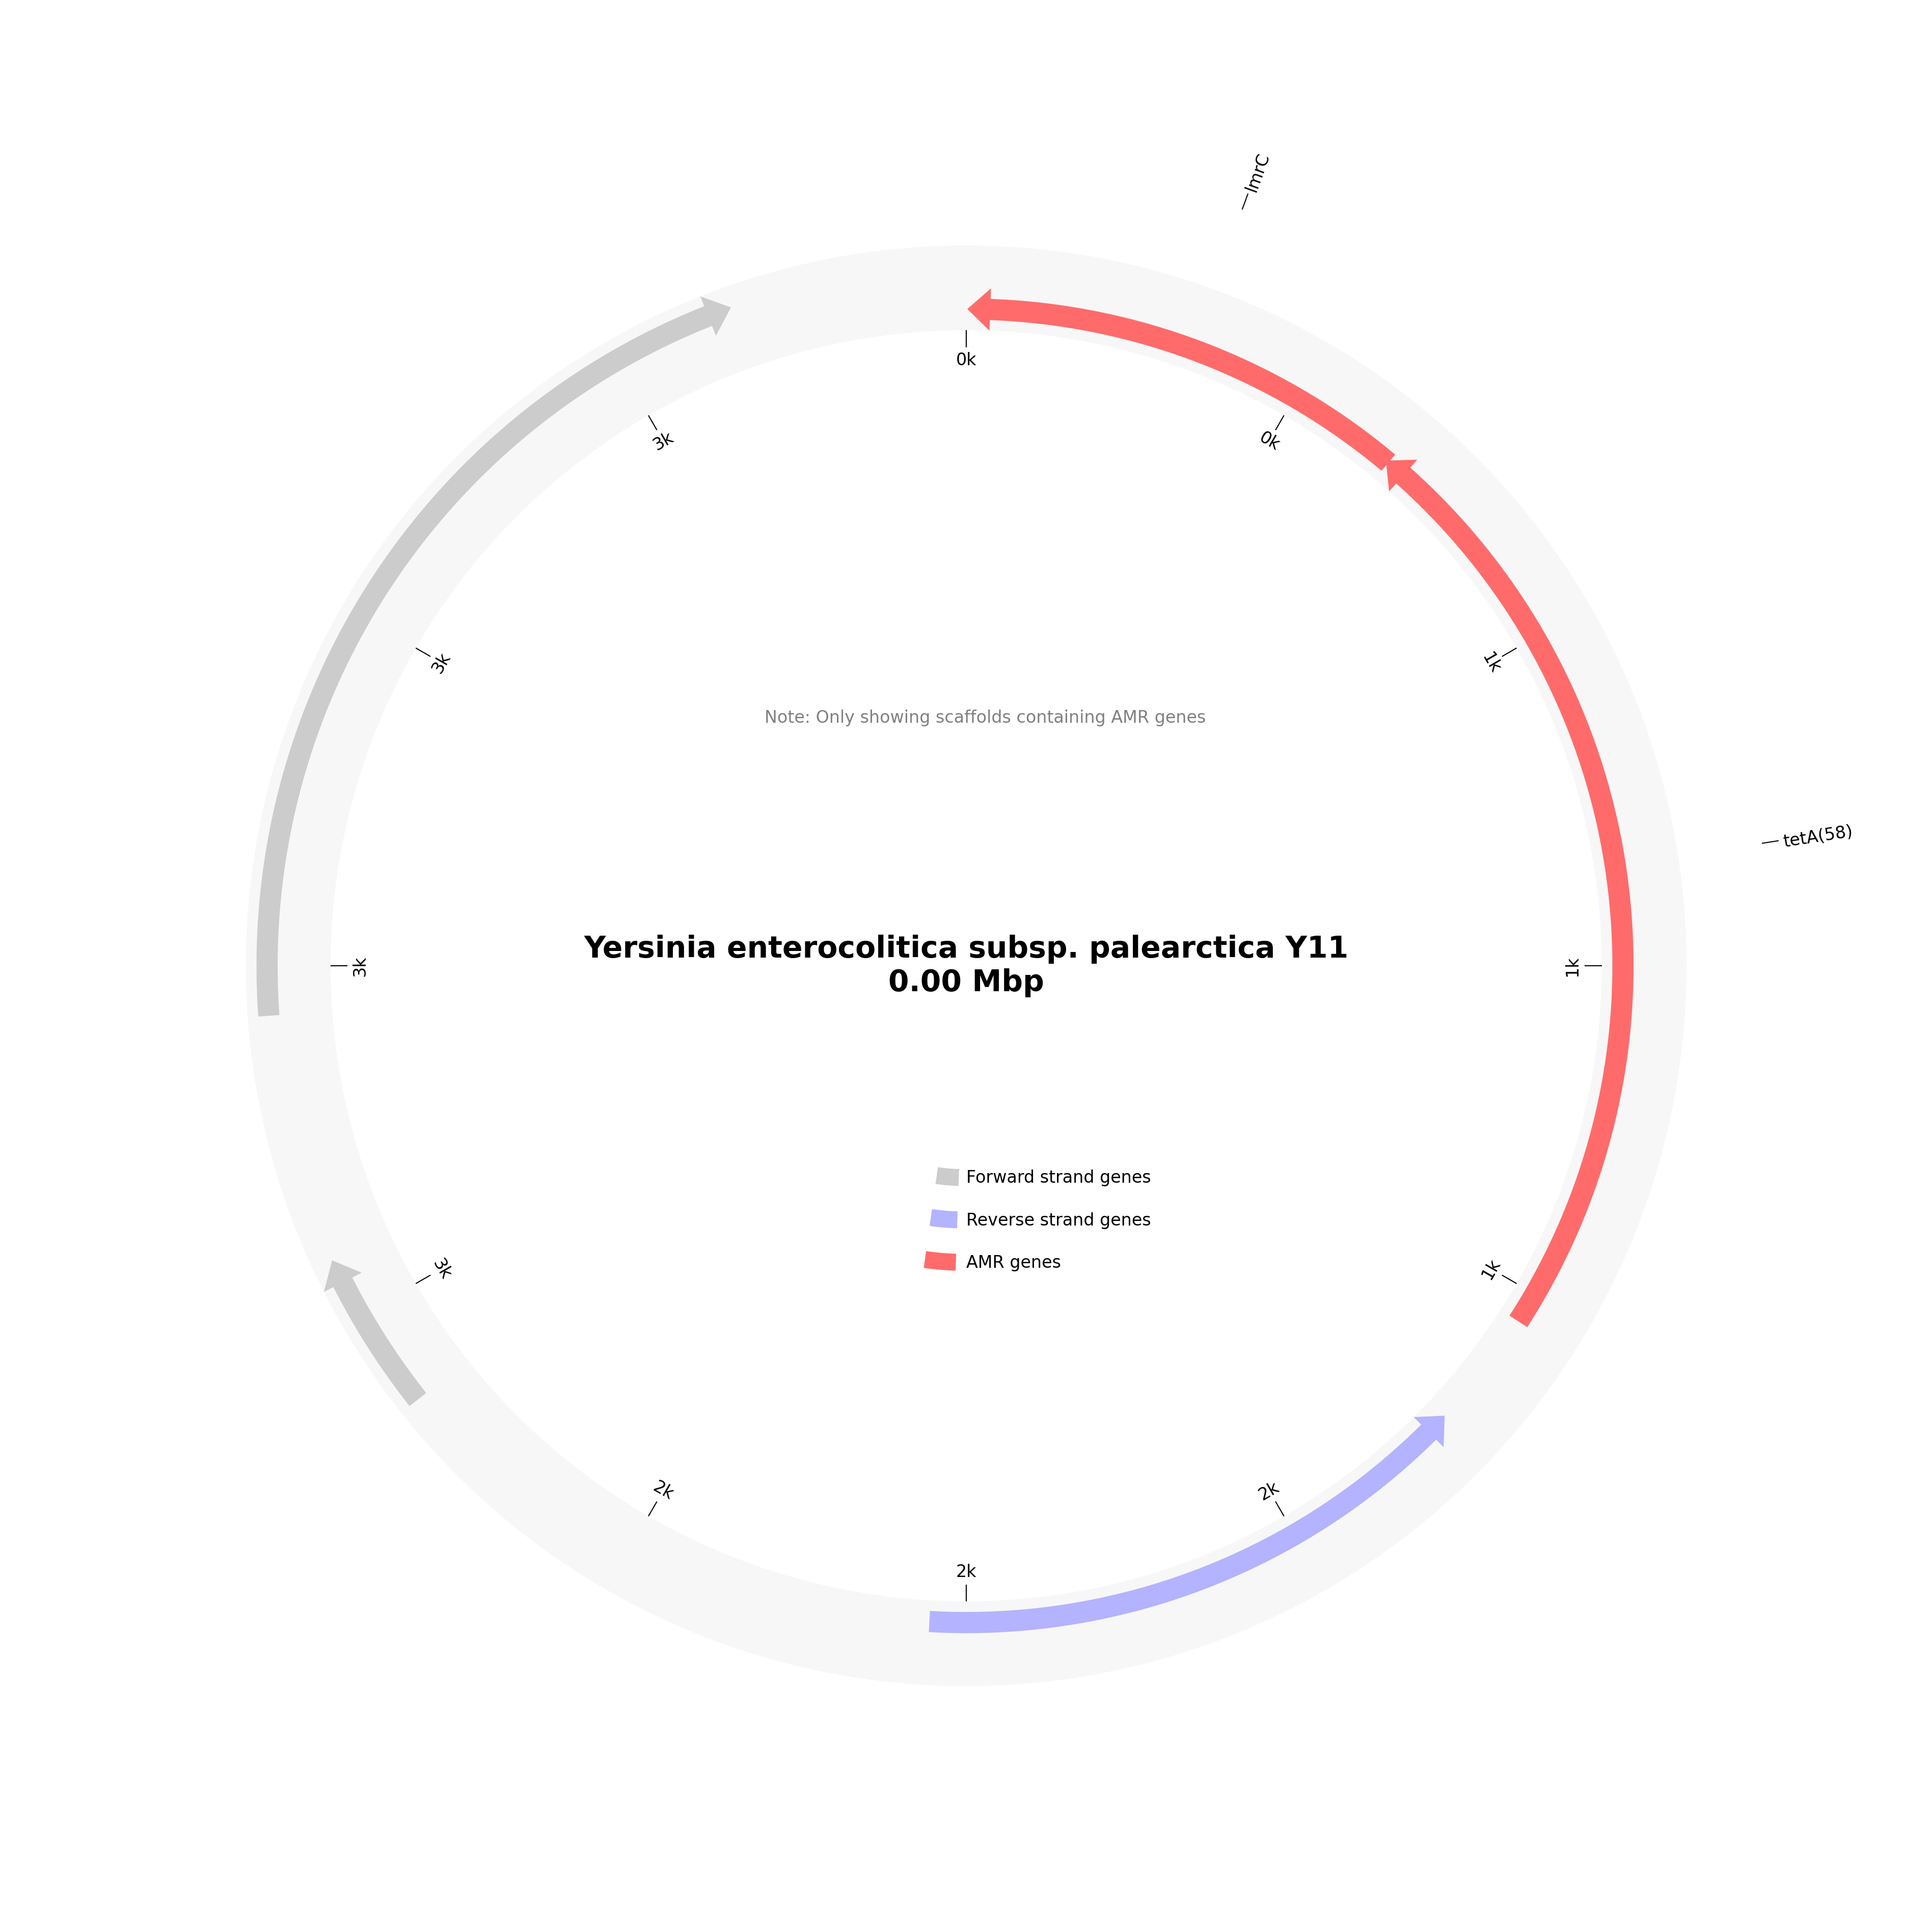 lmrC
0k
0k
3k
1k
3k
Note: Only showing scaffolds containing AMR genes
tetA(58)
Yersinia enterocolitica subsp. palearctica Y11
0.00 Mbp
1k
3k
Forward strand genes
Reverse strand genes
AMR genes
1k
3k
2k
2k
2k